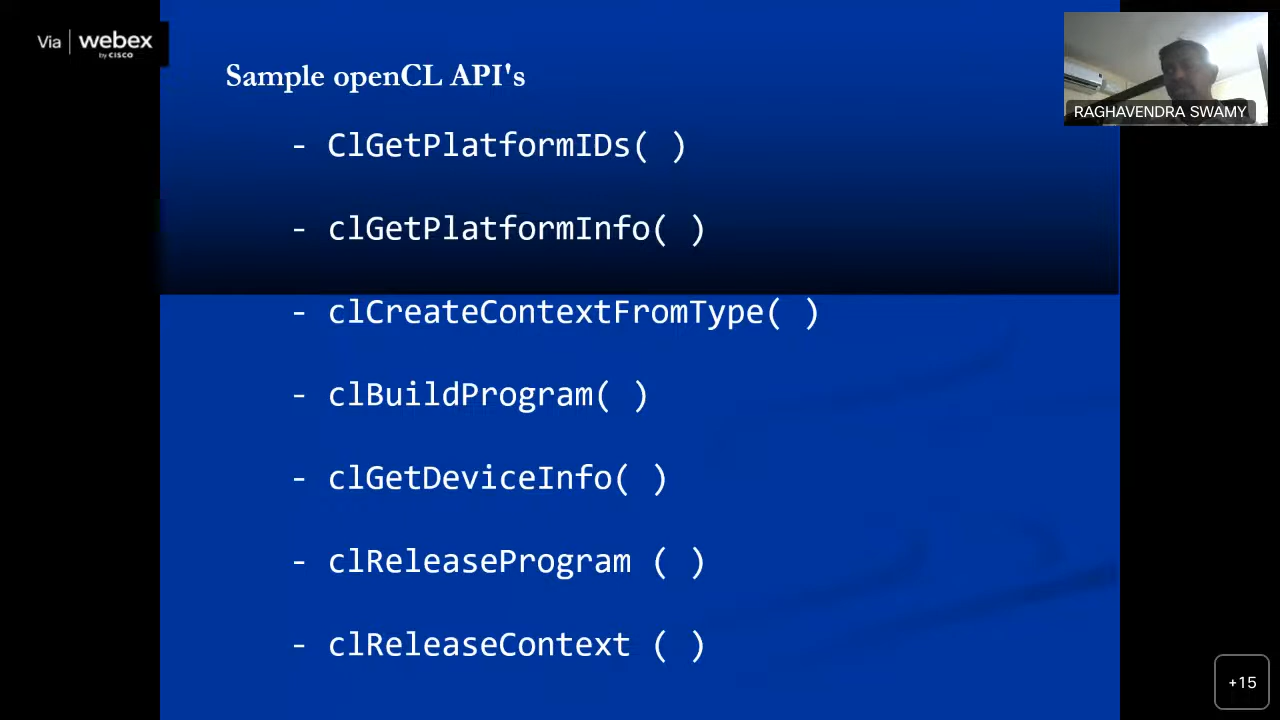 Via webex
by CISCO
Sample openCL API's
RAGHAVENDRA SWAMY
- ClGetPlatformIDs( )
- clGetPlatformInfo( )
- clCreateContextFromType( )
- clBuildProgram( )
- clGetDeviceInfo( )
- clReleaseProgram ( )
- clReleaseContext ( )
+15